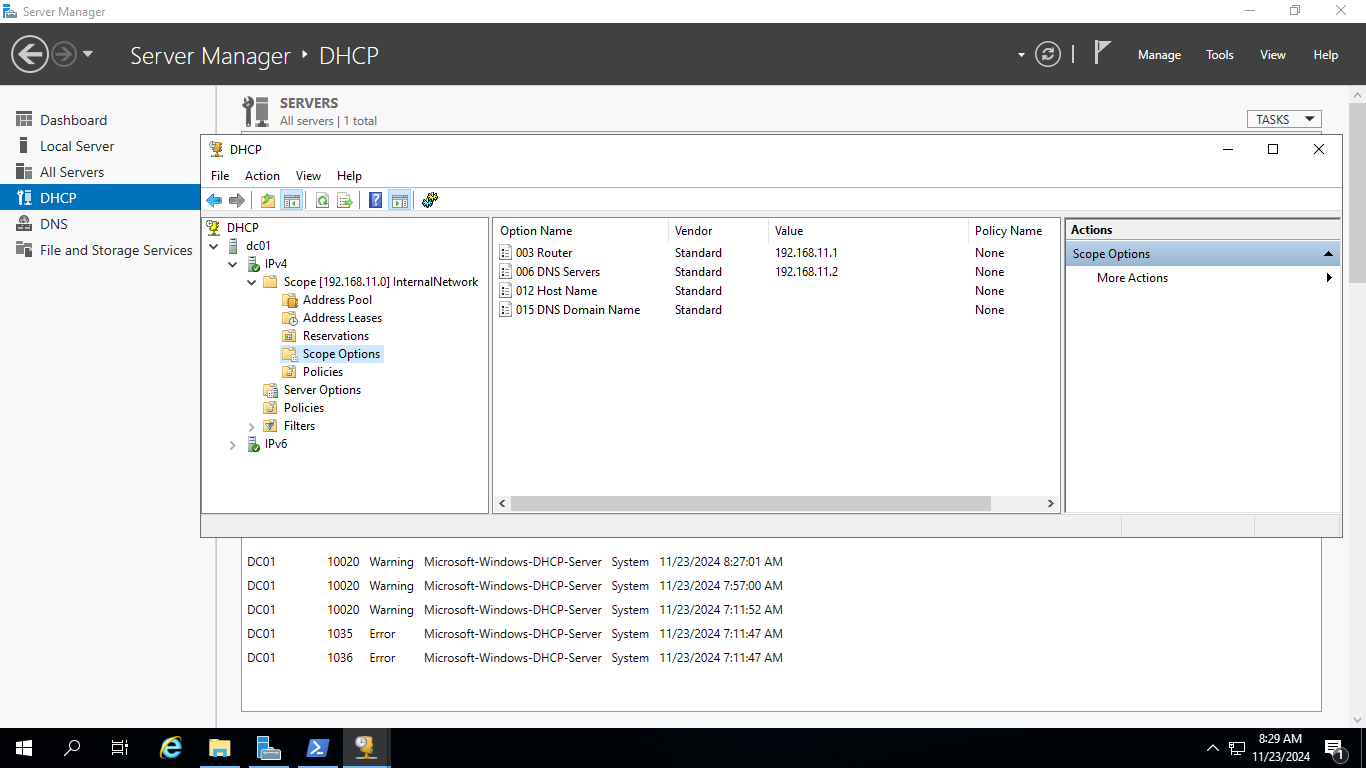 Server Manager
Server Manager ‣ DHCP
Manage Tools View Help
Dashboard
Local Server
All Servers
DHCP
DNS
File and Storage Services
SERVERS
All servers | 1 total
TASKS
DHCP
File Action View Help
DHCP
dc01
IPv4
Scope [192.168.11.0] InternalNetwork
Address Pool
Address Leases
Reservations
Scope Options
Policies
Server Options
Policies
Filters
IPv6
Option Name Vendor Value Policy Name
003 Router Standard 192.168.11.1 None
006 DNS Servers Standard 192.168.11.2 None
012 Host Name Standard None
015 DNS Domain Name Standard None
Actions
Scope Options
More Actions
DC01 10020 Warning Microsoft-Windows-DHCP-Server System 11/23/2024 8:27:01 AM
DC01 10020 Warning Microsoft-Windows-DHCP-Server System 11/23/2024 7:57:00 AM
DC01 10020 Warning Microsoft-Windows-DHCP-Server System 11/23/2024 7:11:52 AM
DC01 1035 Error Microsoft-Windows-DHCP-Server System 11/23/2024 7:11:47 AM
DC01 1036 Error Microsoft-Windows-DHCP-Server System 11/23/2024 7:11:47 AM
8:29 AM
11/23/2024
1